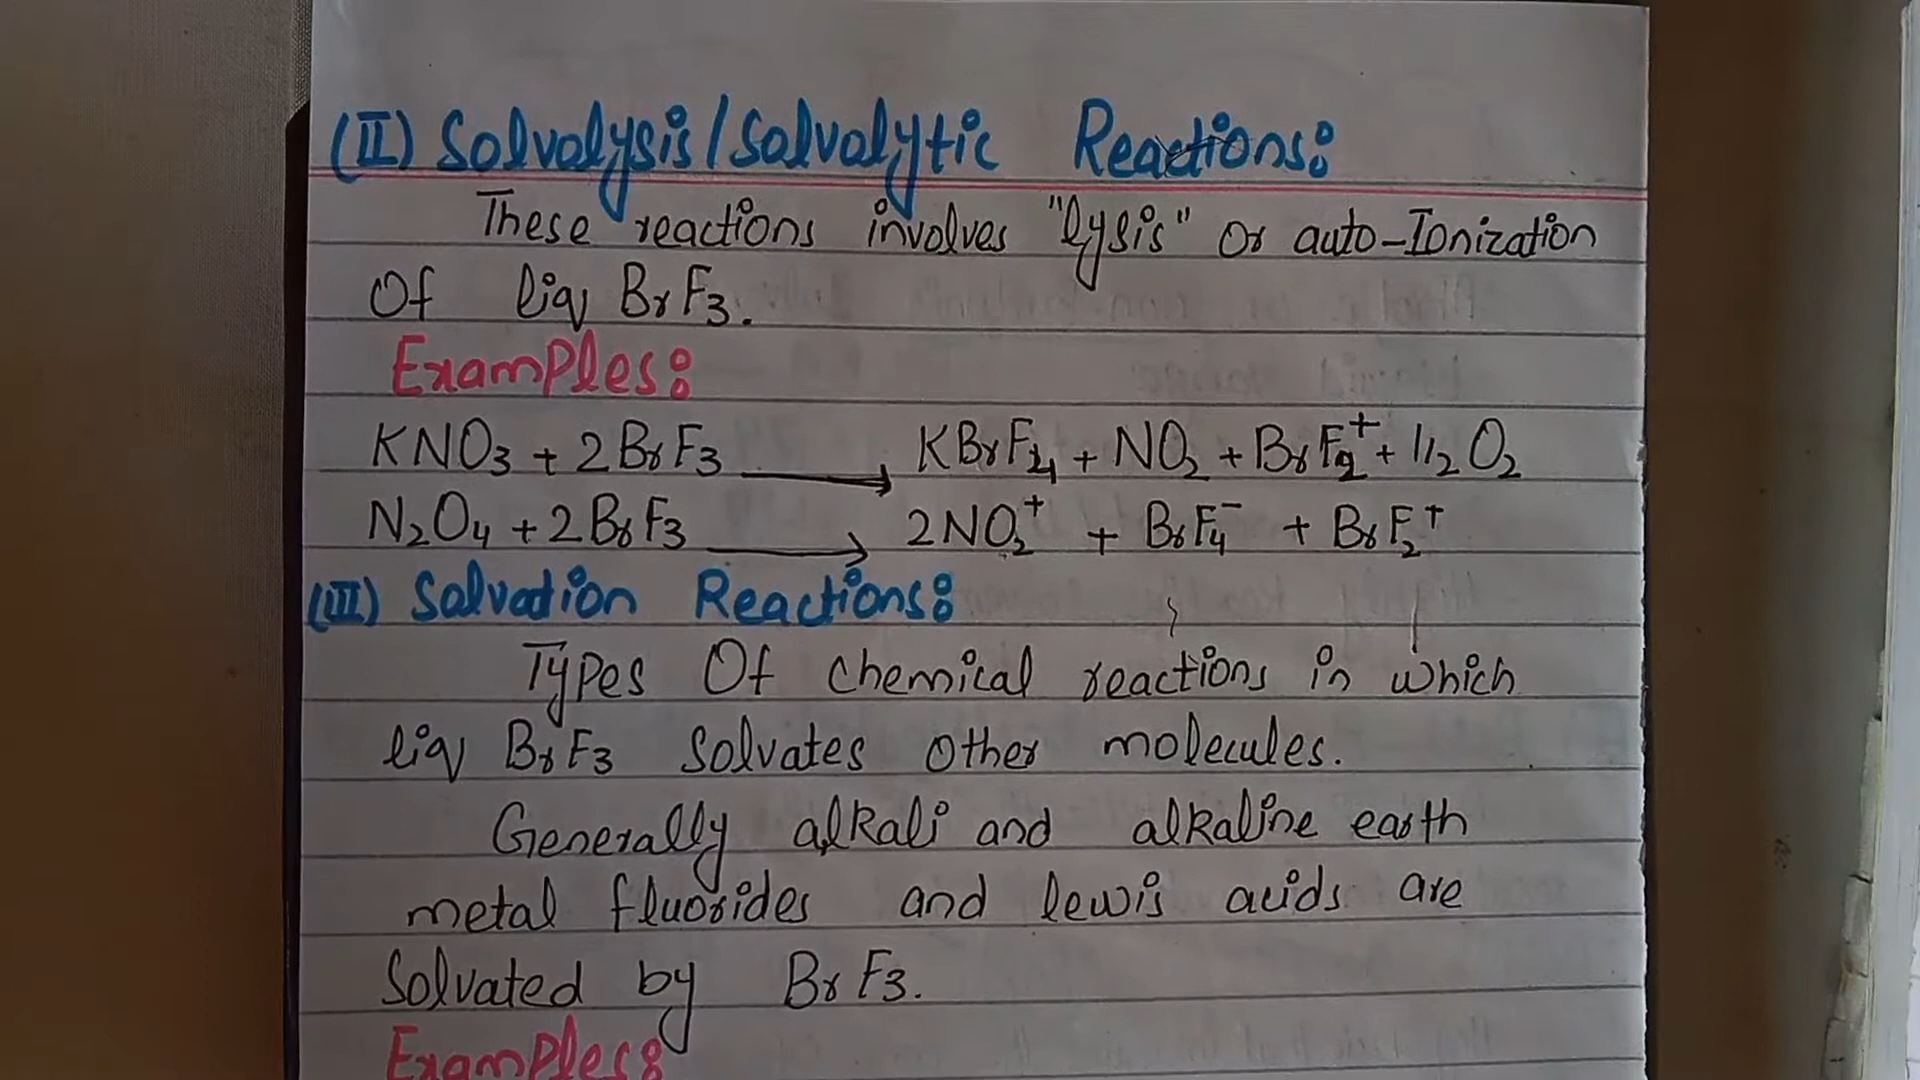 (II) Solvolysis/Solvolytic Reactions:
These reactions involves "lysis" Or auto-Ionization
Of liq BrF3.
Examples:
KNO3 + 2BrF3 → KBrF4 + NO2 + BrF2+ + 1/2 O2
N2O4 + 2BrF3 → 2NO2+ + BrF4- + BrF2+
(III) Solvation Reactions:
Types Of chemical reactions in which
liq BrF3 Solvates other molecules.
Generally alkali and alkaline earth
metal fluorides and lewis acids are
Solvated by BrF3.
Examples: